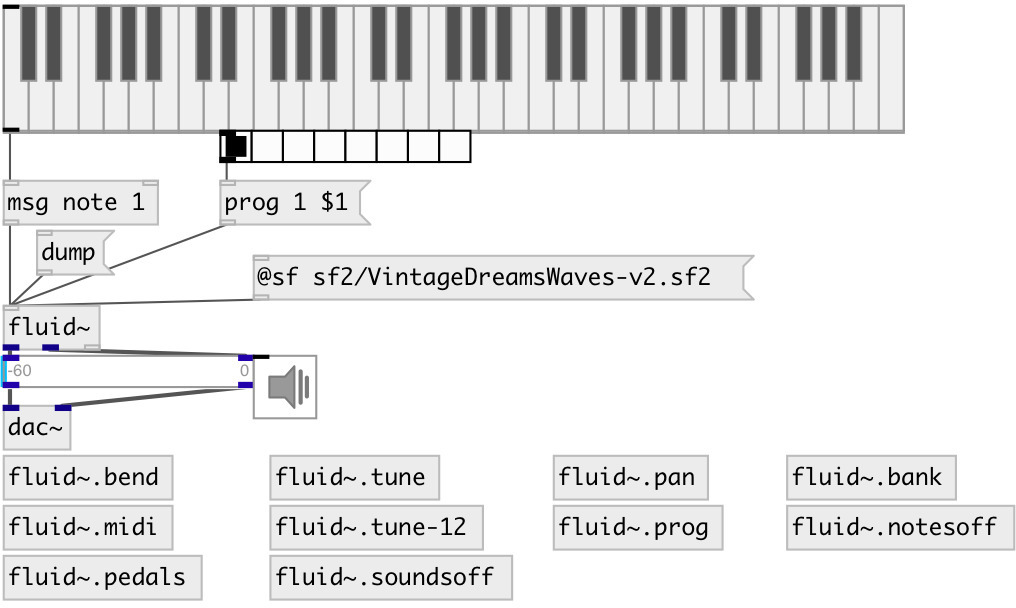 msg note 1
prog 1 $1
dump
@sf sf2/VintageDreamsWaves-v2.sf2
fluid~
-60 0
dac~
fluid~.bend fluid~.tune fluid~.pan fluid~.bank
fluid~.midi fluid~.tune-12 fluid~.prog fluid~.notesoff
fluid~.pedals fluid~.soundsoff